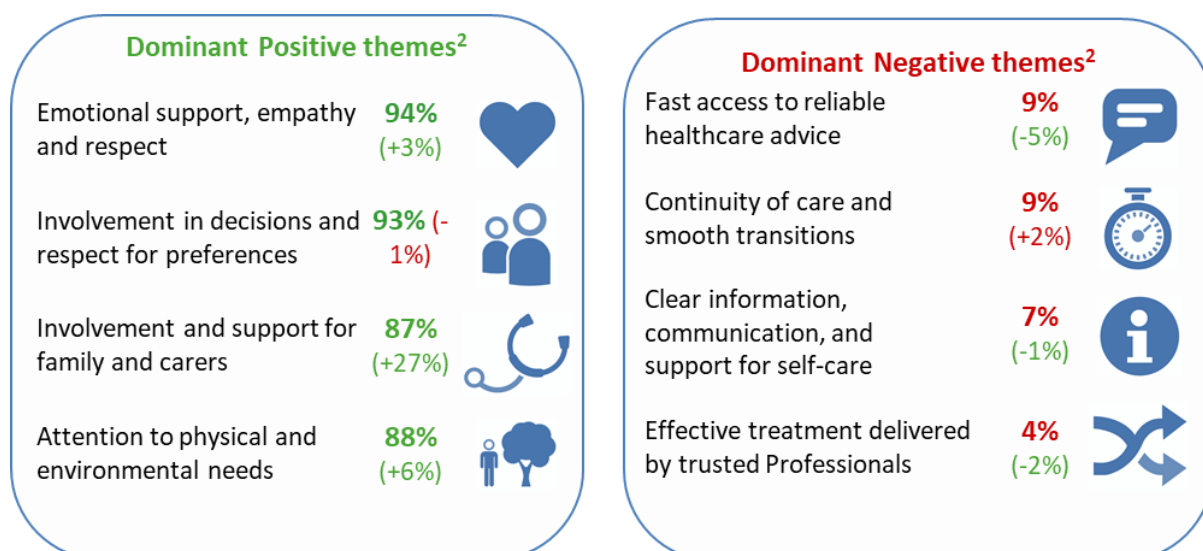 Dominant Positive themes²
Emotional support, empathy
and respect
94%
(+3%)
Involvement in decisions and
respect for preferences
93% (-
1%)
Involvement and support for
family and carers
87%
(+27%)
Attention to physical and
environmental needs
88%
(+6%)
Dominant Negative themes²
Fast access to reliable
healthcare advice
9%
(-5%)
Continuity of care and
smooth transitions
9%
(+2%)
Clear information,
communication, and
support for self-care
7%
(-1%)
Effective treatment delivered
by trusted Professionals
4%
(-2%)